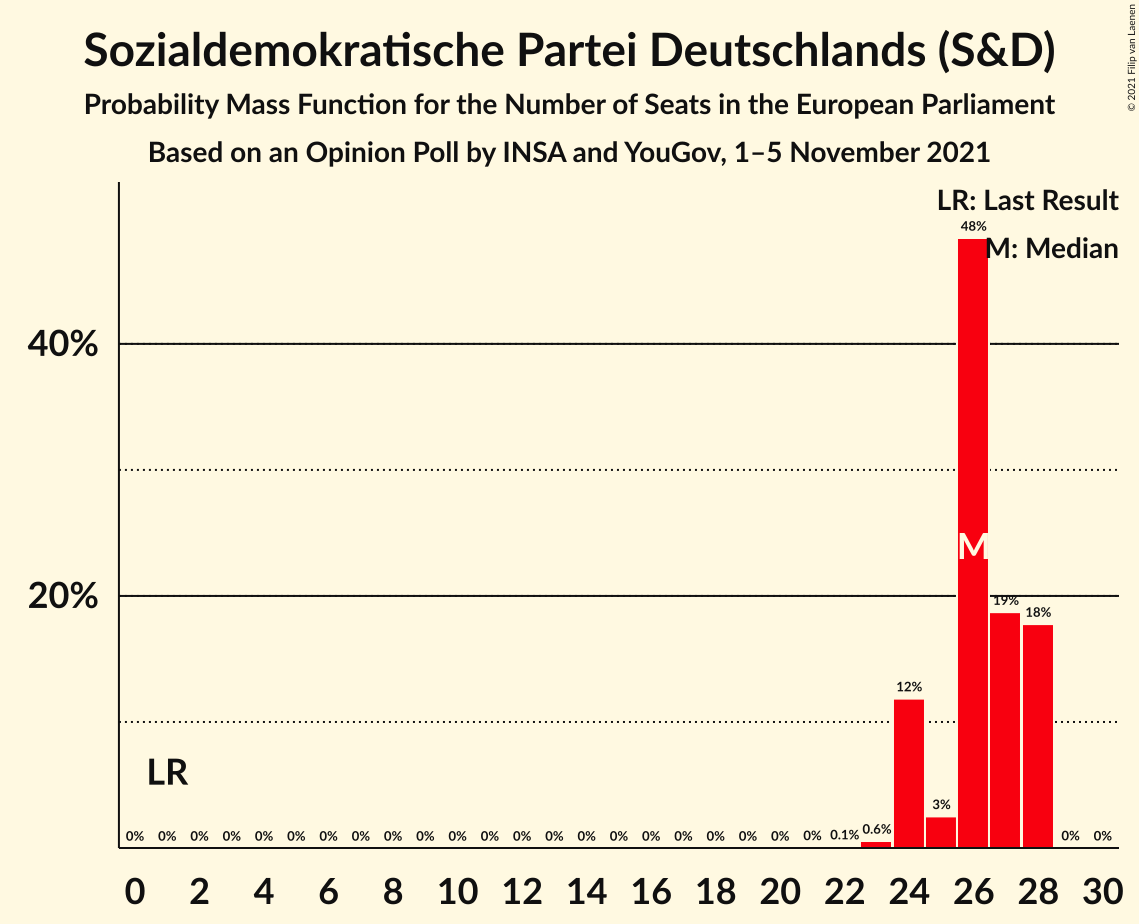 Sozialdemokratische Partei Deutschlands (S&D)
Probability Mass Function for the Number of Seats in the European Parliament
Based on an Opinion Poll by INSA and YouGov, 1–5 November 2021
© 2021 Filip van Laenen
LR: Last Result
M: Median
48%
40%
M
20%
19%
18%
12%
LR
3%
0% 0% 0% 0% 0% 0% 0% 0% 0% 0% 0% 0% 0% 0% 0% 0% 0% 0% 0% 0% 0% 0% 0.1% 0.6% 0% 0%
0 2 4 6 8 10 12 14 16 18 20 22 24 26 28 30